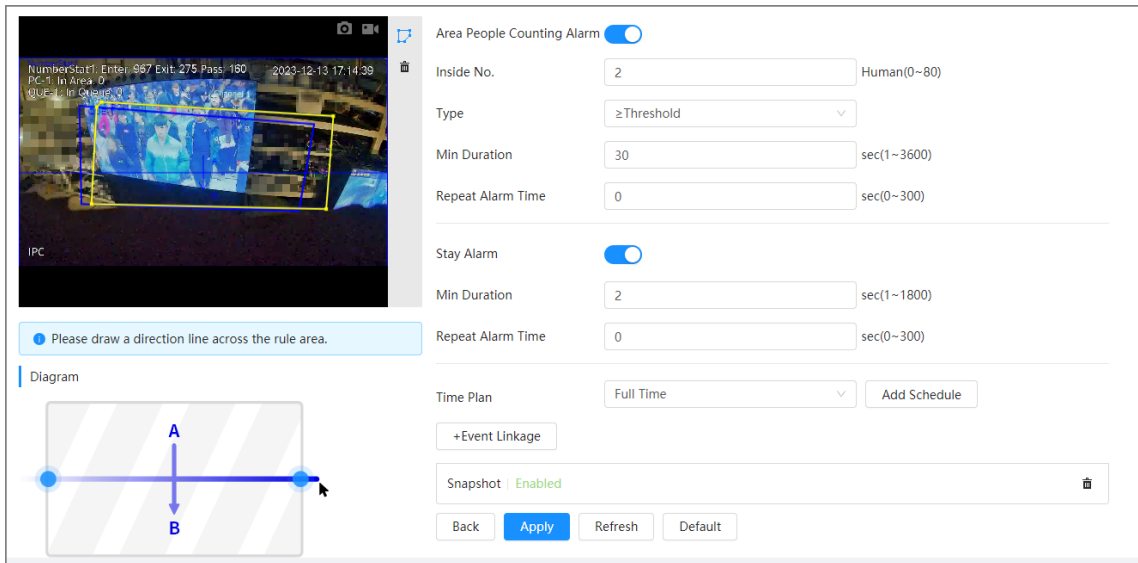 NumberStat1: Enter: 967 Exit: 275 Pass: 160 2023-12-13 17:14:39
PC-1: In Area: 0
QUE-1: In Queue: 0
IPC
Please draw a direction line across the rule area.
Diagram
A
B
Area People Counting Alarm
Inside No. 2 Human(0~80)
Type ≥Threshold
Min Duration 30 sec(1~3600)
Repeat Alarm Time 0 sec(0~300)
Stay Alarm
Min Duration 2 sec(1~1800)
Repeat Alarm Time 0 sec(0~300)
Time Plan Full Time Add Schedule
+Event Linkage
Snapshot Enabled
Back Apply Refresh Default